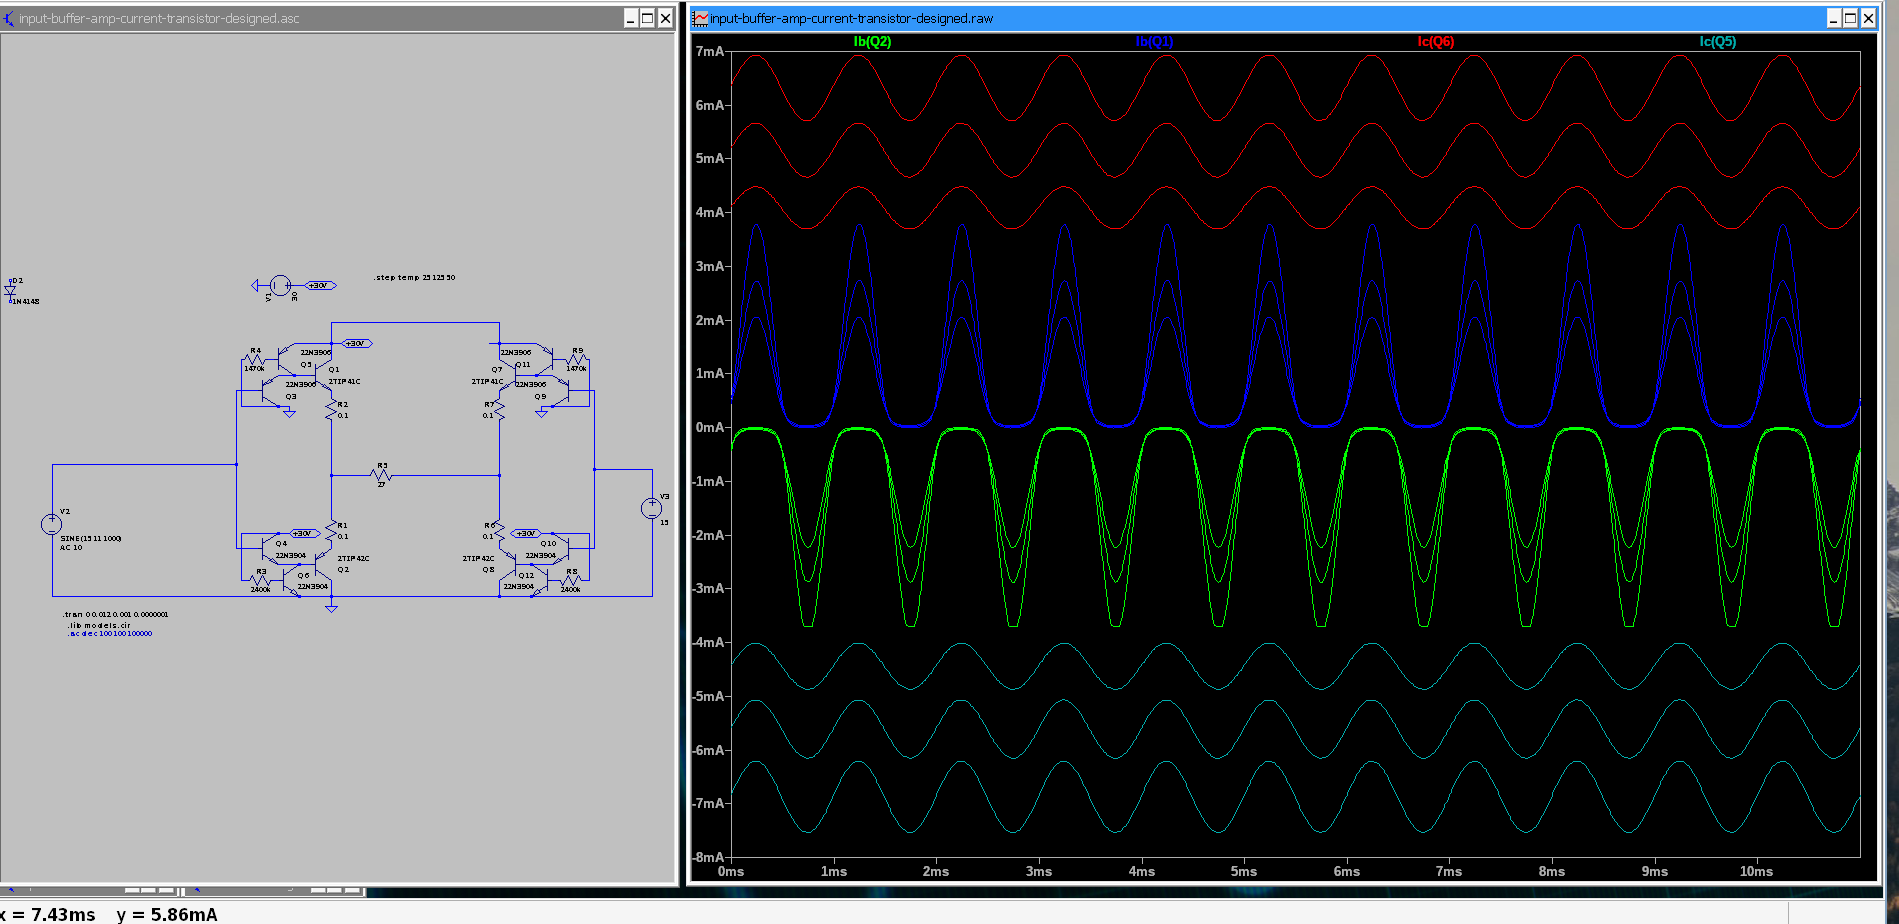 input-buffer-amp-current-transistor-designed.asc
D2
1N4148
V1
30
+30V
.step temp 25 125 50
R4
1470k
22N3906
Q5
+30V
Q1
2TIP41C
22N3906
Q3
R2
0.1
22N3906
Q7
Q11
R9
1470k
2TIP41C
22N3906
Q9
R7
0.1
R5
27
V2
SINE(15 11 1000)
AC 10
V3
15
+30V
R1
0.1
Q4
22N3904
2TIP42C
Q2
R3
2400k
Q6
22N3904
R6
0.1
+30V
Q10
22N3904
2TIP42C
Q8
Q12
22N3904
R8
2400k
.tran 0 0.012 0.001 0.0000001
.lib models.cir
.ac dec 100 100 100000
input-buffer-amp-current-transistor-designed.raw
Ib(Q2) Ib(Q1) Ic(Q6) Ic(Q5)
7mA
6mA
5mA
4mA
3mA
2mA
1mA
0mA
-1mA
-2mA
-3mA
-4mA
-5mA
-6mA
-7mA
-8mA
0ms 1ms 2ms 3ms 4ms 5ms 6ms 7ms 8ms 9ms 10ms
x = 7.43ms y = 5.86mA